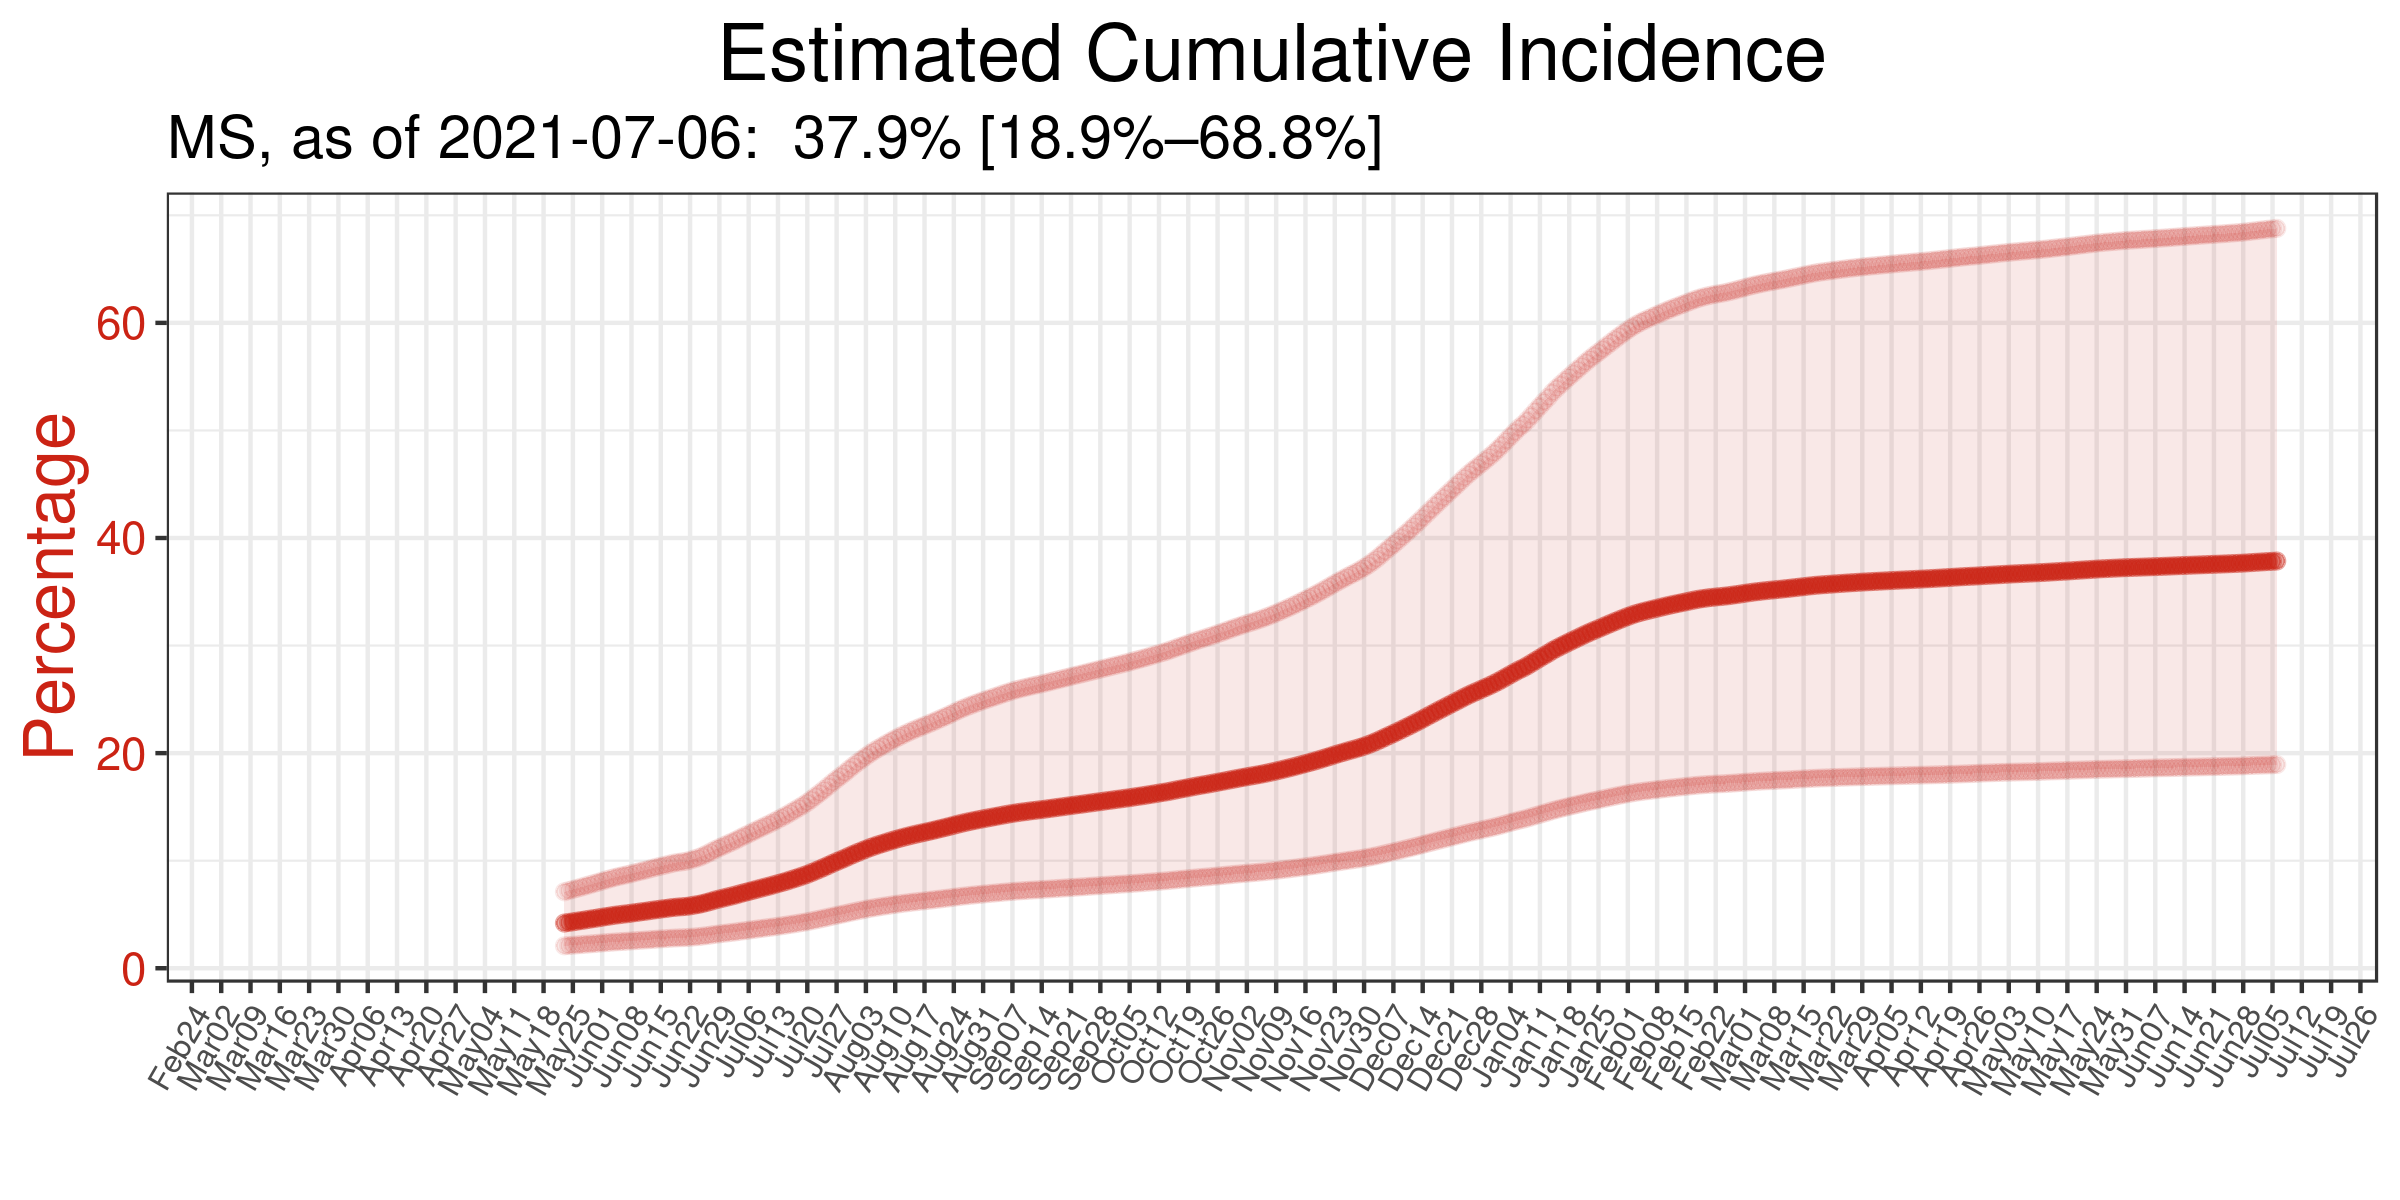 Estimated Cumulative Incidence
MS, as of 2021-07-06:  37.9% [18.9%–68.8%]
Percentage
60
40
20
0
Feb24
Mar02
Mar09
Mar16
Mar23
Mar30
Apr06
Apr13
Apr20
Apr27
May04
May11
May18
May25
Jun01
Jun08
Jun15
Jun22
Jun29
Jul06
Jul13
Jul20
Jul27
Aug03
Aug10
Aug17
Aug24
Aug31
Sep07
Sep14
Sep21
Sep28
Oct05
Oct12
Oct19
Oct26
Nov02
Nov09
Nov16
Nov23
Nov30
Dec07
Dec14
Dec21
Dec28
Jan04
Jan11
Jan18
Jan25
Feb01
Feb08
Feb15
Feb22
Mar01
Mar08
Mar15
Mar22
Mar29
Apr05
Apr12
Apr19
Apr26
May03
May10
May17
May24
May31
Jun07
Jun14
Jun21
Jun28
Jul05
Jul12
Jul19
Jul26